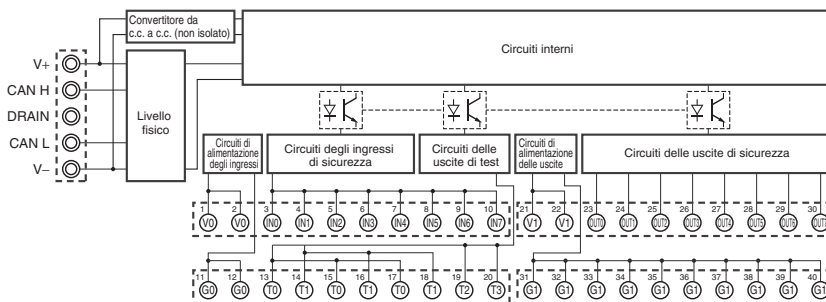 Convertitore da
c.c. a c.c. (non isolato)
Circuiti interni
V+
CAN H
DRAIN
CAN L
V–
Livello
fisico
Circuiti di
alimentazione
degli ingressi
Circuiti degli ingressi
di sicurezza
Circuiti delle
uscite di test
Circuiti di
alimentazione
delle uscite
Circuiti delle uscite di sicurezza
1 2 3 4 5 6 7 8 9 10
V0 V0 IN0 IN1 IN2 IN3 IN4 IN5 IN6 IN7
21 22 23 24 25 26 27 28 29 30
V1 V1 OUT0 OUT1 OUT2 OUT3 OUT4 OUT5 OUT6 OUT7
11 12 13 14 15 16 17 18 19 20
G0 G0 T0 T1 T0 T1 T0 T1 T2 T3
31 32 33 34 35 36 37 38 39 40
G1 G1 G1 G1 G1 G1 G1 G1 G1 G1